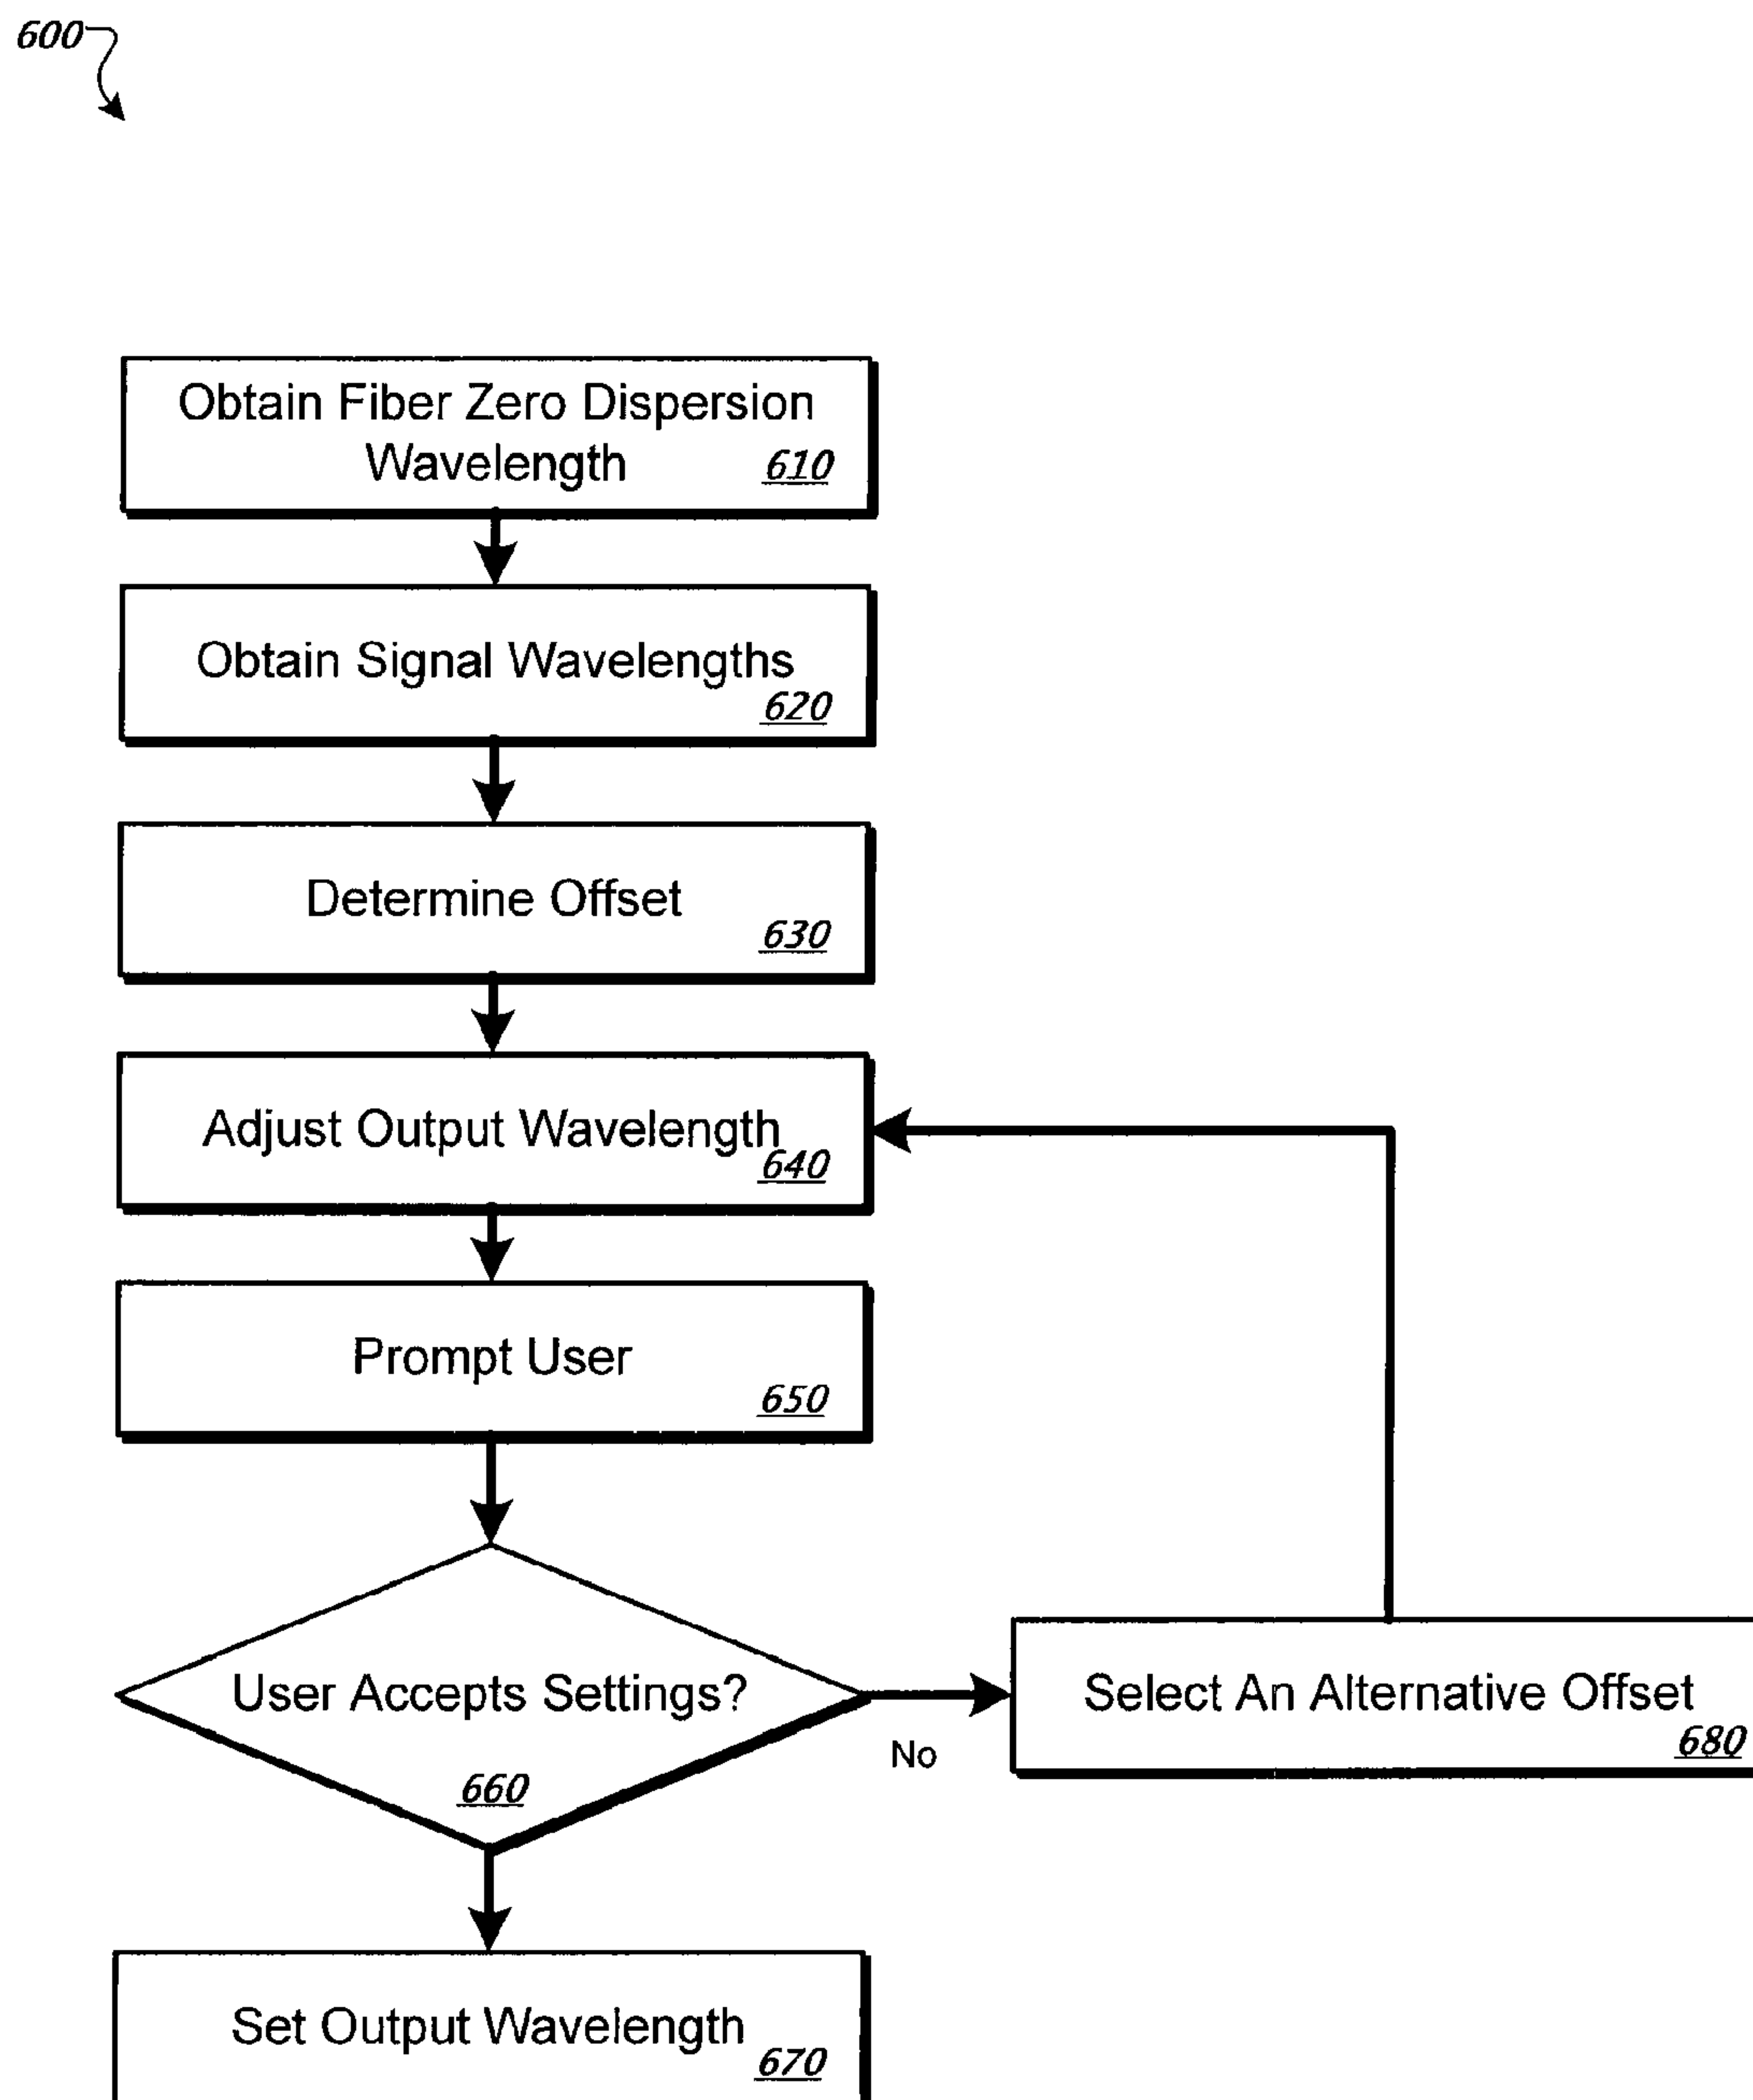 600
Obtain Fiber Zero Dispersion
Wavelength 610
Obtain Signal Wavelengths
620
Determine Offset
630
Adjust Output Wavelength
640
Prompt User
650
User Accepts Settings?
660
No
Select An Alternative Offset
680
Set Output Wavelength
670